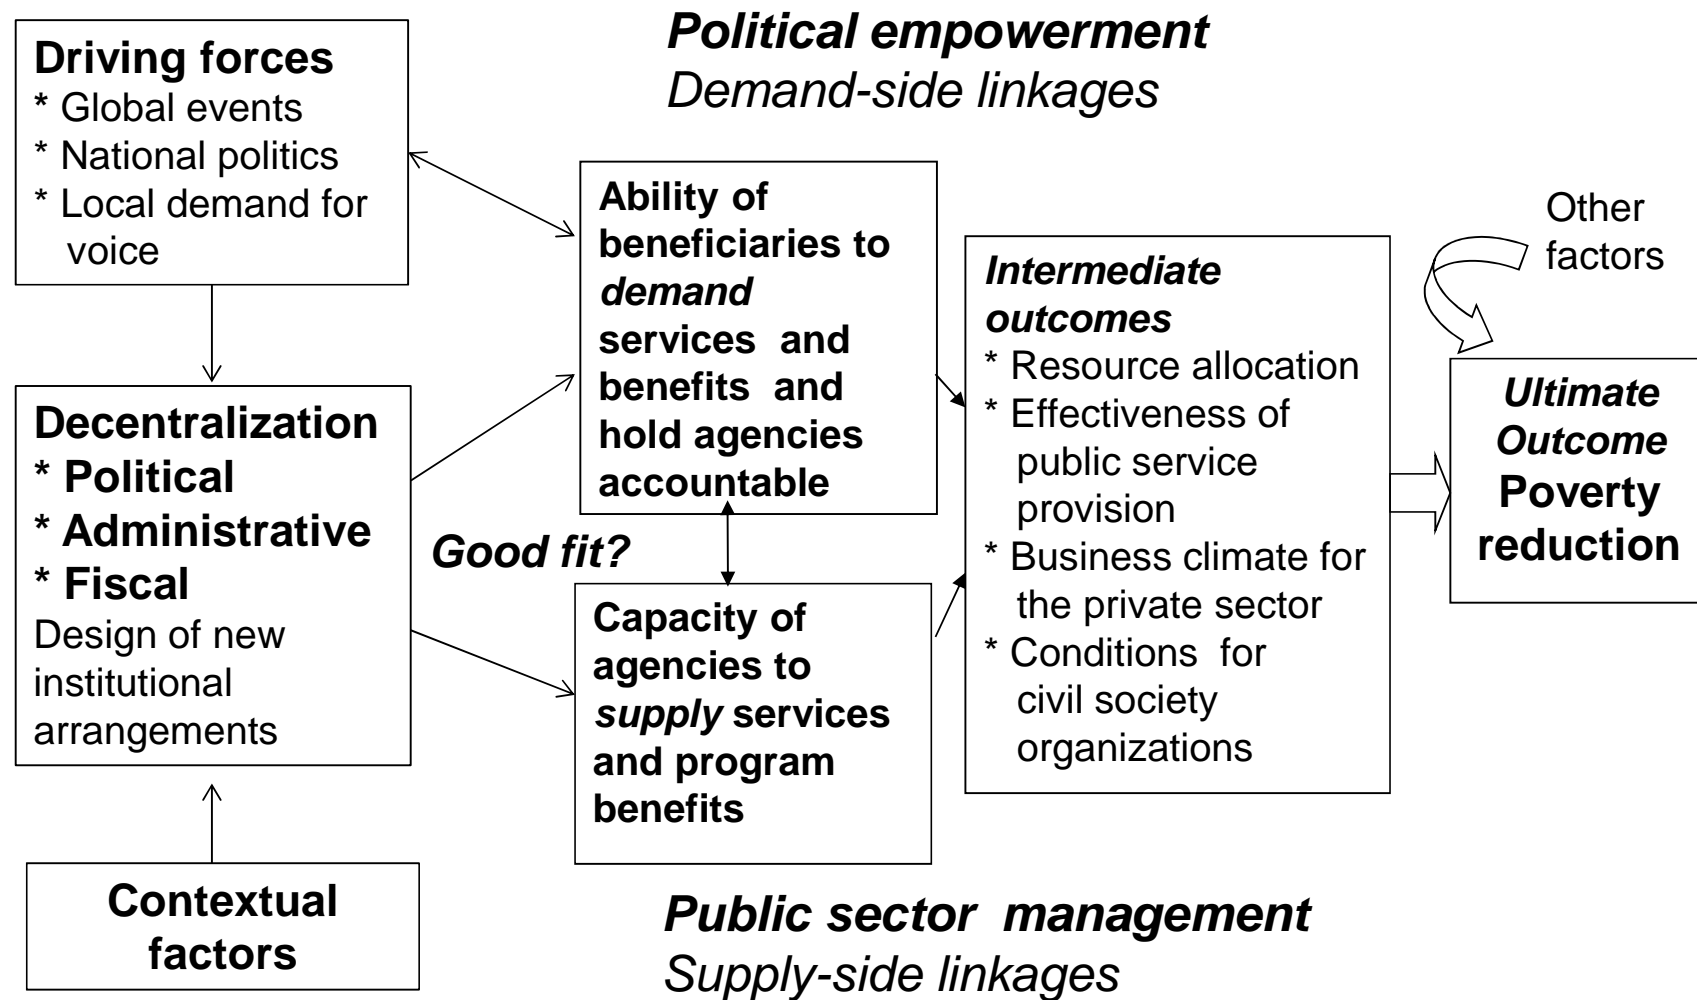 Political empowerment
Demand-side linkages
Driving forces
* Global events
* National politics
* Local demand for
voice
Decentralization
* Political
* Administrative
* Fiscal
Design of new
institutional
arrangements
Contextual
factors
Good fit?
Ability of
beneficiaries to
demand
services and
benefits and
hold agencies
accountable
Capacity of
agencies to
supply services
and program
benefits
Intermediate
outcomes
* Resource allocation
* Effectiveness of
public service
provision
* Business climate for
the private sector
* Conditions for
civil society
organizations
Other
factors
Ultimate
Outcome
Poverty
reduction
Public sector management
Supply-side linkages